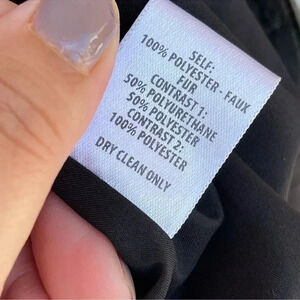 SELF:
100% POLYESTER - FAUX
FUR
CONTRAST 1:
50% POLYURETHANE
50% POLYESTER
CONTRAST 2:
100% POLYESTER
DRY CLEAN ONLY